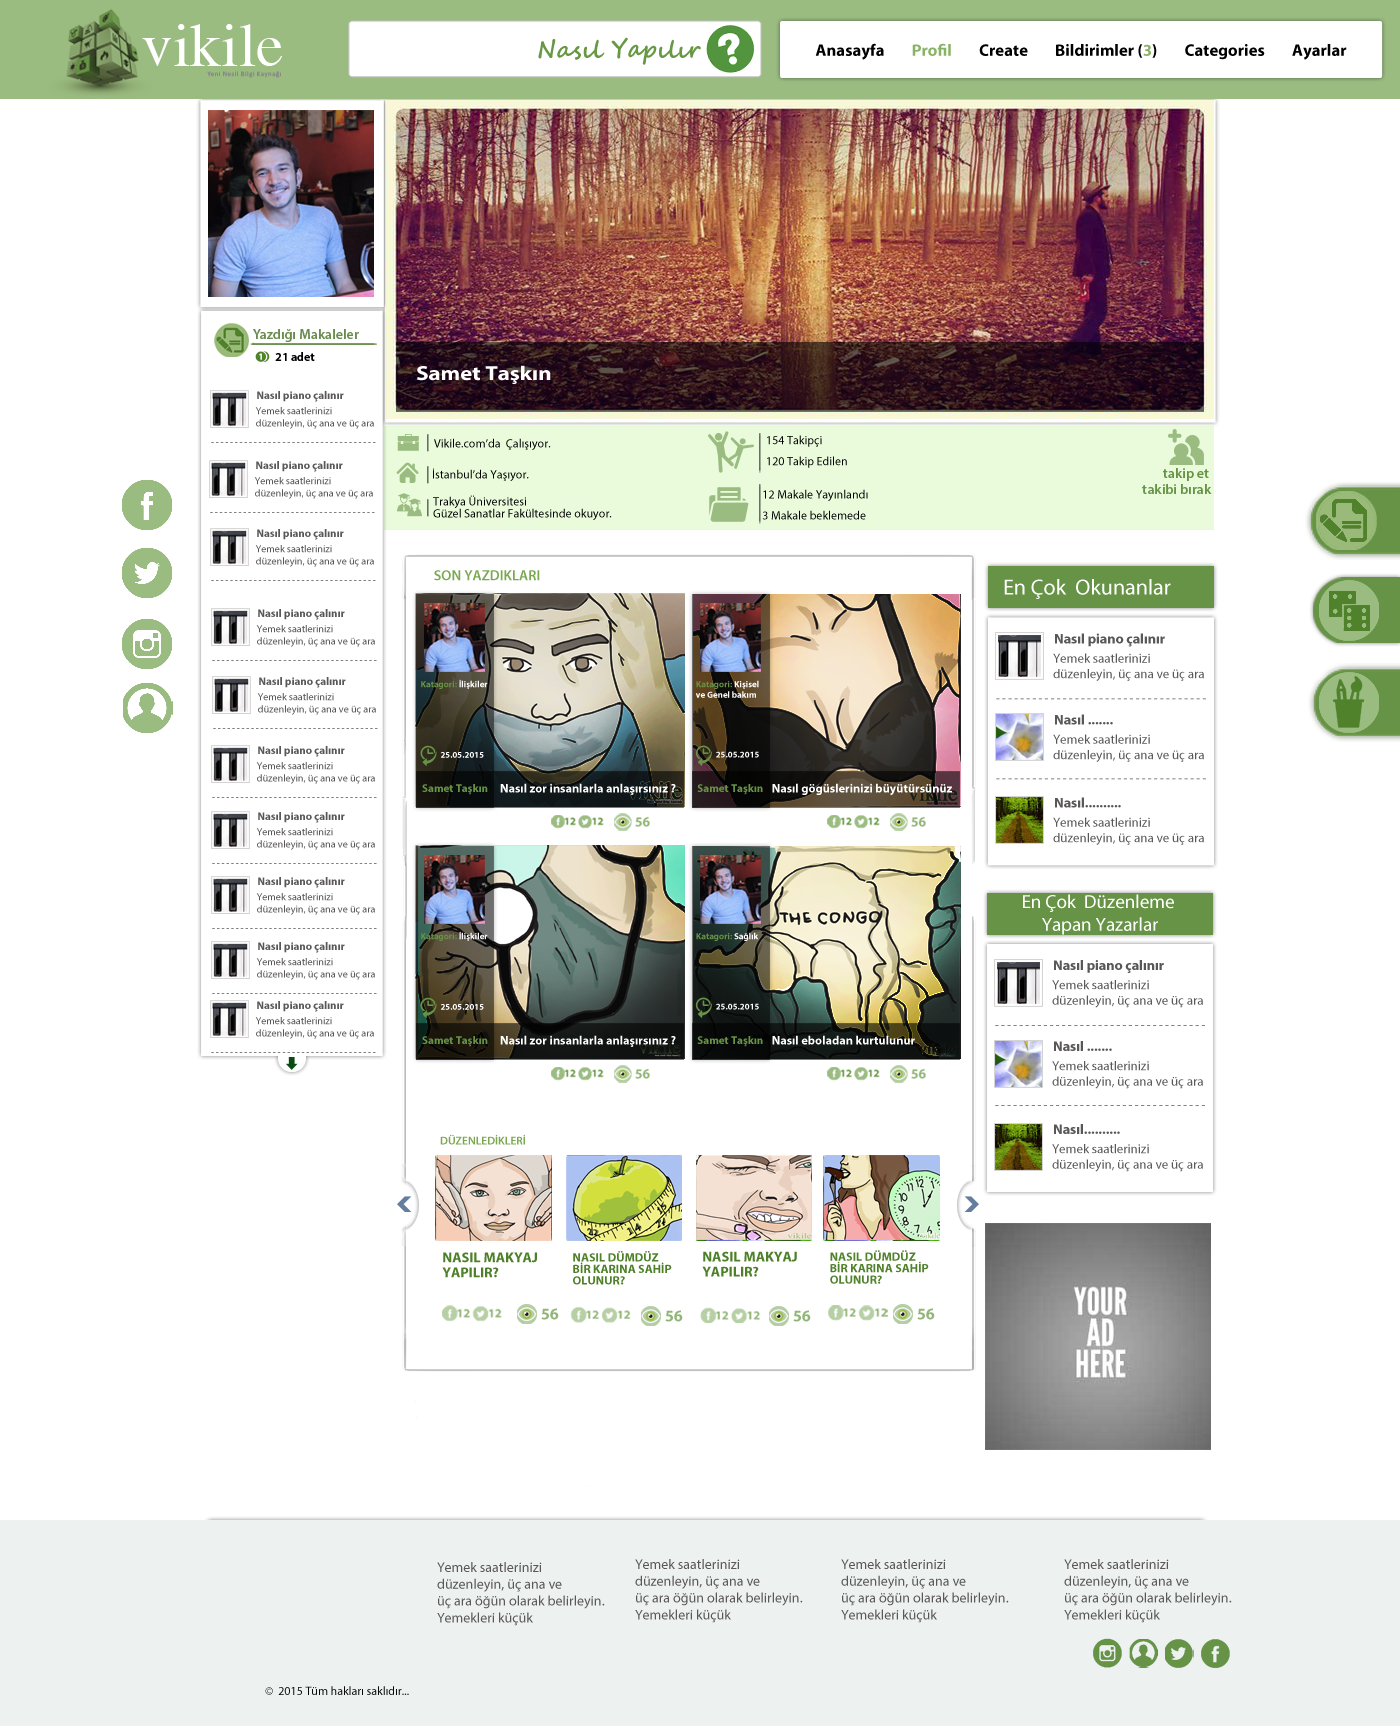 vikile
Yeni Nesil Bilgi Kaynağı
Nasıl Yapılır ?
Anasayfa
Profil
Create
Bildirimler (3)
Categories
Ayarlar
Samet Taşkın
Yazdığı Makaleler
21 adet
Nasıl piano çalınır
Yemek saatlerinizi
düzenleyin, üç ana ve üç ara
Nasıl piano çalınır
Yemek saatlerinizi
düzenleyin, üç ana ve üç ara
Nasıl piano çalınır
Yemek saatlerinizi
düzenleyin, üç ana ve üç ara
Nasıl piano çalınır
Yemek saatlerinizi
düzenleyin, üç ana ve üç ara
Nasıl piano çalınır
Yemek saatlerinizi
düzenleyin, üç ana ve üç ara
Nasıl piano çalınır
Yemek saatlerinizi
düzenleyin, üç ana ve üç ara
Nasıl piano çalınır
Yemek saatlerinizi
düzenleyin, üç ana ve üç ara
Nasıl piano çalınır
Yemek saatlerinizi
düzenleyin, üç ana ve üç ara
Nasıl piano çalınır
Yemek saatlerinizi
düzenleyin, üç ana ve üç ara
Nasıl piano çalınır
Yemek saatlerinizi
düzenleyin, üç ana ve üç ara
Vikile.com'da Çalışıyor.
İstanbul'da Yaşıyor.
Trakya Üniversitesi
Güzel Sanatlar Fakültesinde okuyor.
154 Takipçi
120 Takip Edilen
12 Makale Yayınlandı
3 Makale beklemede
takip et
takibi bırak
SON YAZDIKLARI
Katagori: İlişkiler
25.05.2015
Samet Taşkın
Nasıl zor insanlarla anlaşırsınız ?
vikile
12
12
56
Katagori: Kişisel
ve Genel bakım
25.05.2015
Samet Taşkın
Nasıl gögüslerinizi büyütürsünüz
vikile
12
12
56
Katagori: İlişkiler
25.05.2015
Samet Taşkın
Nasıl zor insanlarla anlaşırsınız ?
12
12
56
THE CONGO
Katagori: Sağlık
25.05.2015
Samet Taşkın
Nasıl eboladan kurtulunur
12
12
56
DÜZENLEDİKLERİ
NASIL MAKYAJ
YAPILIR?
12
12
56
NASIL DÜMDÜZ
BİR KARINA SAHİP
OLUNUR?
12
12
56
vikile
NASIL MAKYAJ
YAPILIR?
12
12
56
NASIL DÜMDÜZ
BİR KARINA SAHİP
OLUNUR?
12
12
56
En Çok Okunanlar
Nasıl piano çalınır
Yemek saatlerinizi
düzenleyin, üç ana ve üç ara
Nasıl .......
Yemek saatlerinizi
düzenleyin, üç ana ve üç ara
Nasıl..........
Yemek saatlerinizi
düzenleyin, üç ana ve üç ara
En Çok Düzenleme
Yapan Yazarlar
Nasıl piano çalınır
Yemek saatlerinizi
düzenleyin, üç ana ve üç ara
Nasıl .......
Yemek saatlerinizi
düzenleyin, üç ana ve üç ara
Nasıl..........
Yemek saatlerinizi
düzenleyin, üç ana ve üç ara
YOUR
AD
HERE
Yemek saatlerinizi
düzenleyin, üç ana ve
üç ara öğün olarak belirleyin.
Yemekleri küçük
Yemek saatlerinizi
düzenleyin, üç ana ve
üç ara öğün olarak belirleyin.
Yemekleri küçük
Yemek saatlerinizi
düzenleyin, üç ana ve
üç ara öğün olarak belirleyin.
Yemekleri küçük
Yemek saatlerinizi
düzenleyin, üç ana ve
üç ara öğün olarak belirleyin.
Yemekleri küçük
© 2015 Tüm hakları saklıdır...